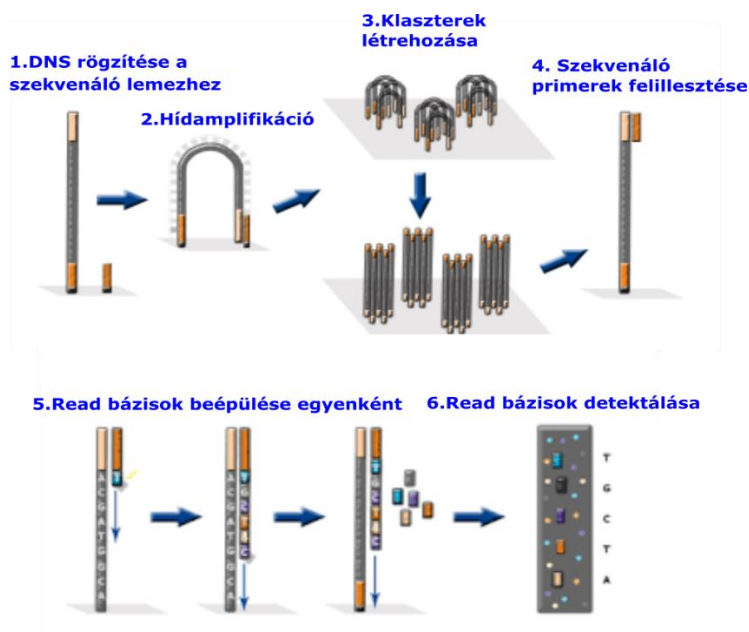 1.DNS rögzítése a
szekvenáló lemezhez
2.Hídamplifikáció
3.Klaszterek
létrehozása
4. Szekvenáló
primerek felillesztése
5.Read bázisok beépülése egyenként
6.Read bázisok detektálása
T
A
C
G
A
T
G
G
C
A
T
G
C
T
A
C
A
C
G
A
T
G
G
C
A
T
G
C
T
A
C
T
G
C
T
A